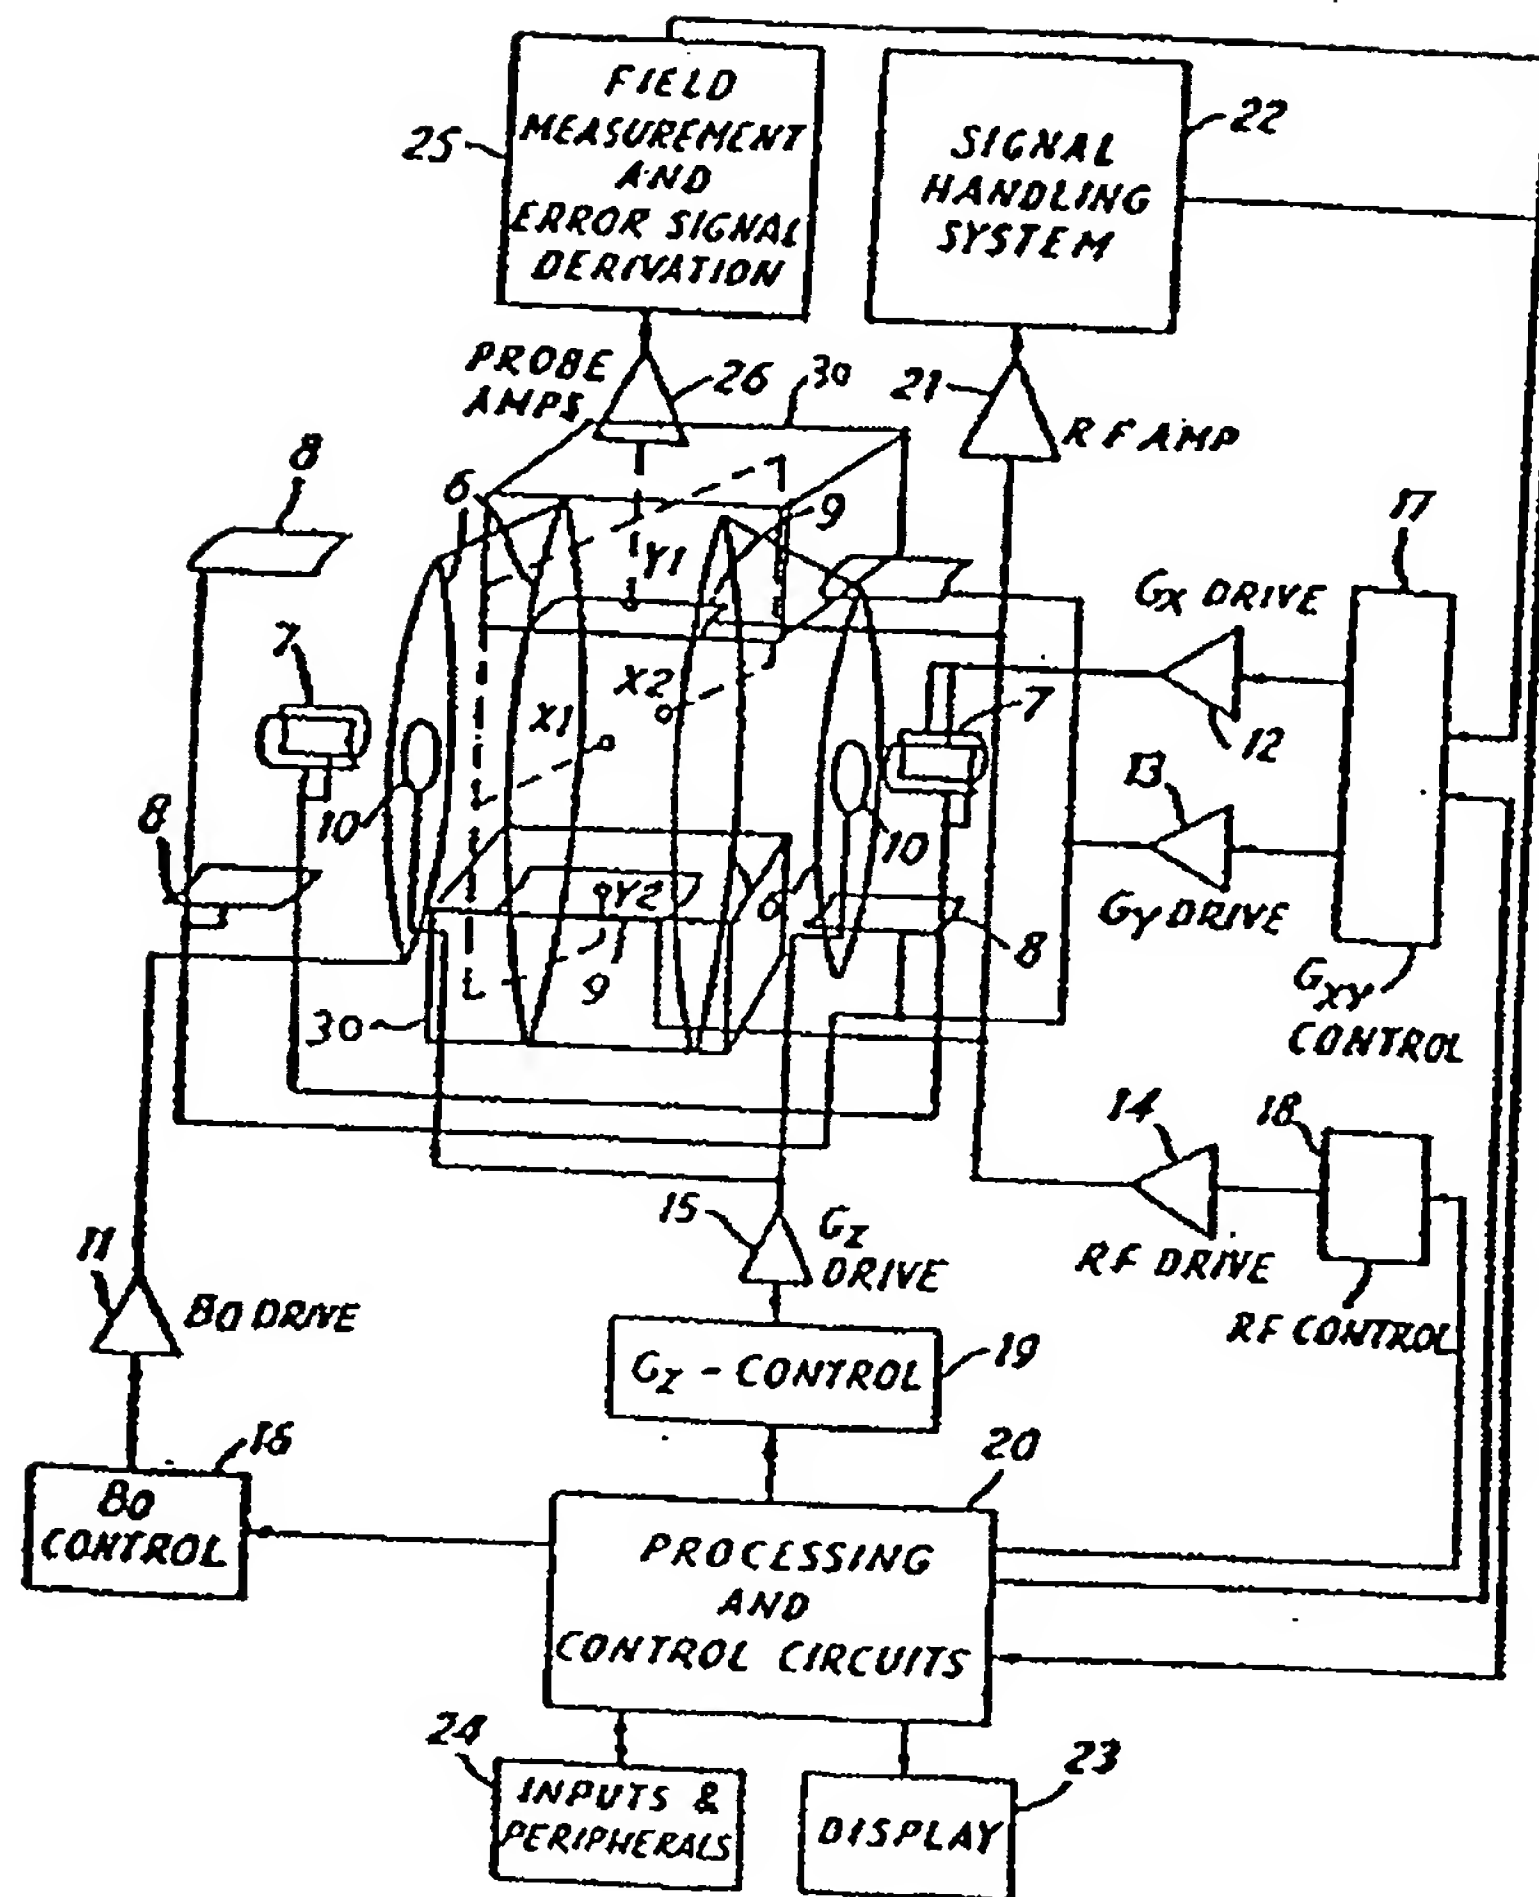 FIELD
MEASUREMENT
AND
ERROR SIGNAL
DERIVATION
25
SIGNAL
HANDLING
SYSTEM
22
PROBE
AMPS
26
30
21
RF AMP
8
6
9
Y1
17
GX DRIVE
7
X2
X1
7
12
13
8
10
10
GY DRIVE
Y2
6
8
9
30
GXY
CONTROL
14
18
15
GZ
DRIVE
RF DRIVE
RF CONTROL
11
B0 DRIVE
GZ - CONTROL
19
16
20
B0
CONTROL
PROCESSING
AND
CONTROL CIRCUITS
24
23
INPUTS &
PERIPHERALS
DISPLAY